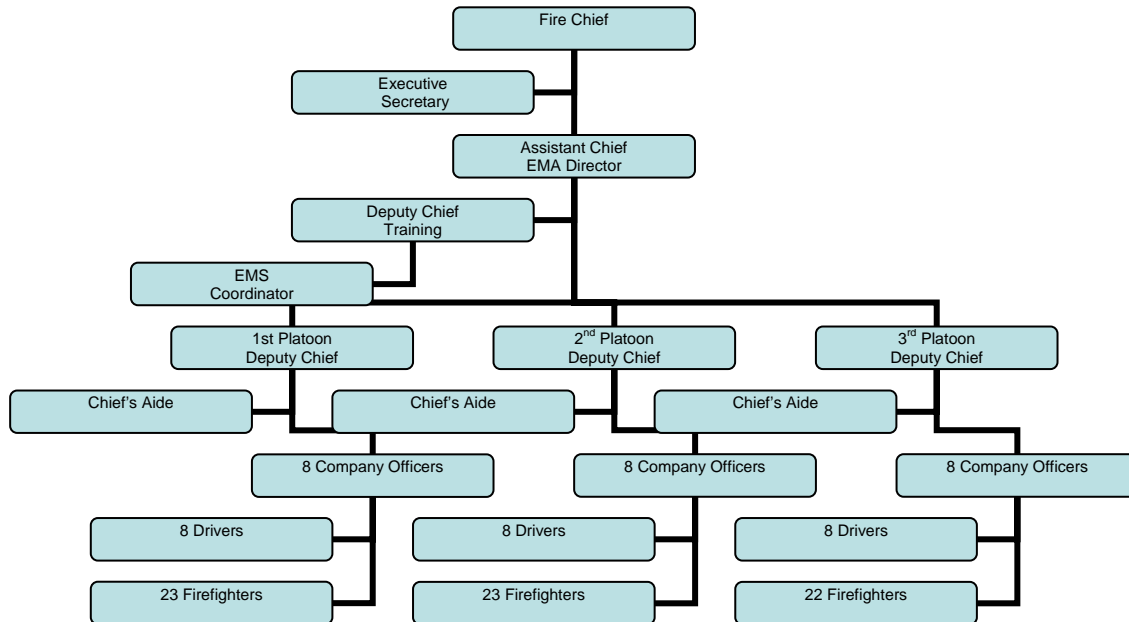 Fire Chief
Executive
Secretary
Assistant Chief
EMA Director
Deputy Chief
Training
EMS
Coordinator
1st Platoon
Deputy Chief
2nd Platoon
Deputy Chief
3rd Platoon
Deputy Chief
Chief's Aide
Chief's Aide
Chief's Aide
8 Company Officers
8 Company Officers
8 Company Officers
8 Drivers
8 Drivers
8 Drivers
23 Firefighters
23 Firefighters
22 Firefighters